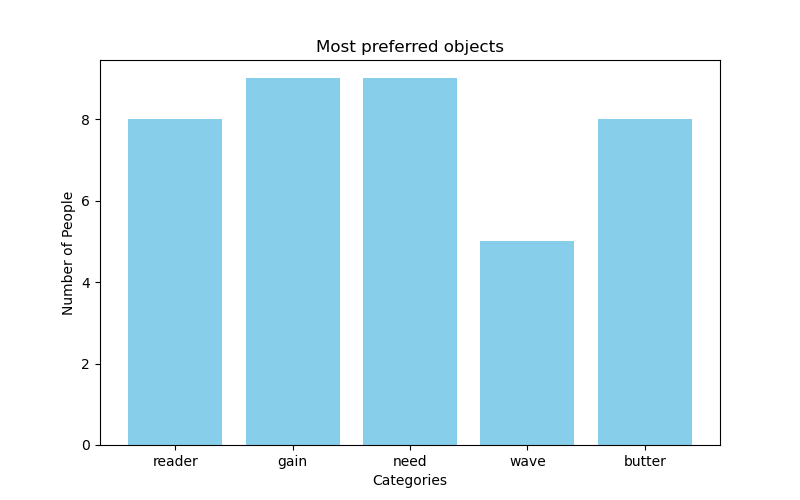 Most preferred objects
Number of People
8
6
4
2
0
reader gain need wave butter
Categories